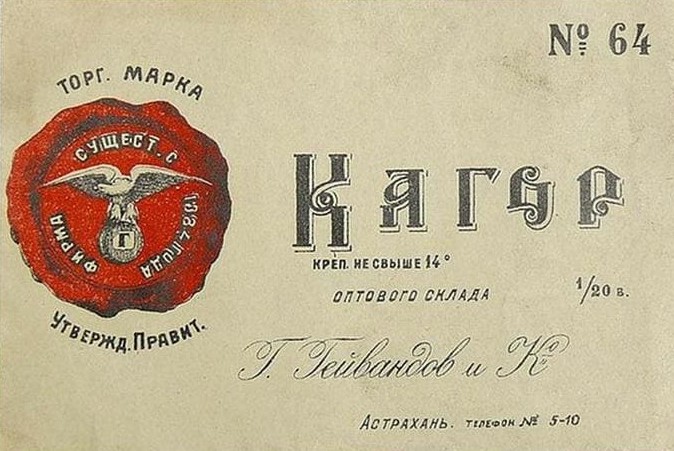 № 64
ТОРГ. МАРКА
СУЩЕСТ. С
1884 ГОДА
ФИРМА
Г
УТВЕРЖД. ПРАВИТ.
КАГОР
КРЕП. НЕ СВЫШЕ 14°
ОПТОВОГО СКЛАДА
1/20 в.
Г. Гейвандов и Ко
АСТРАХАНЬ. ТЕЛЕФОН № 5-10